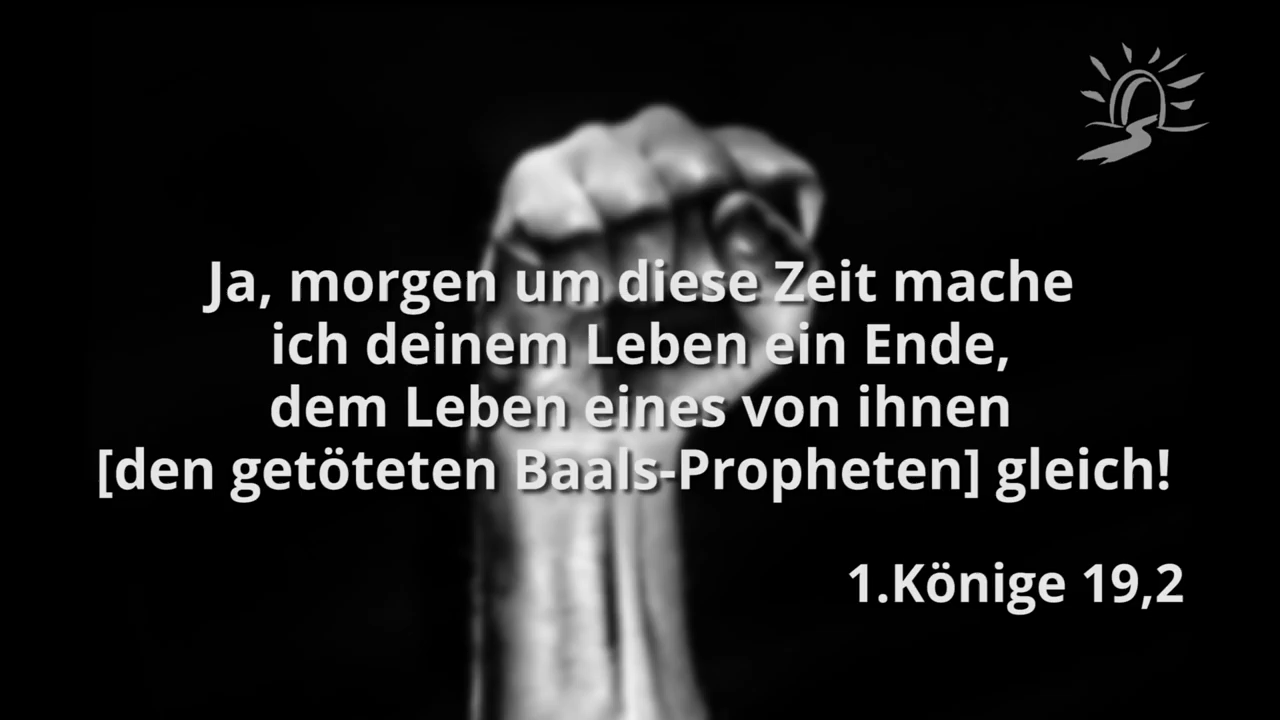 Ja, morgen um diese Zeit mache
ich deinem Leben ein Ende,
dem Leben eines von ihnen
[den getöteten Baals-Propheten] gleich!
1.Könige 19,2